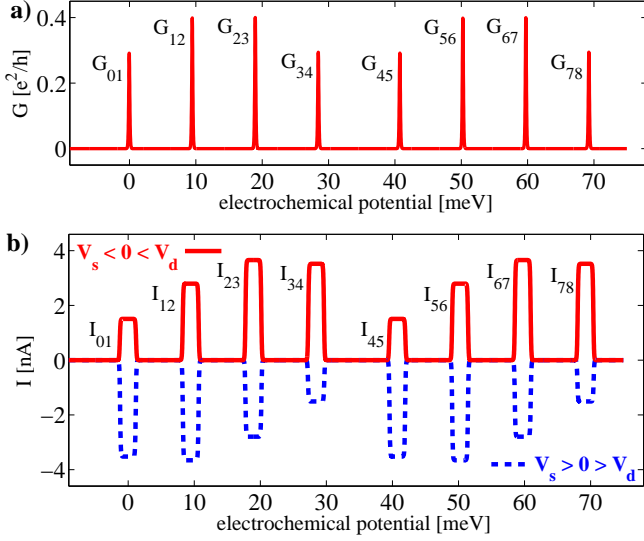 a)
G [e²/h]
0.4
0.2
0
G₀₁
G₁₂
G₂₃
G₃₄
G₄₅
G₅₆
G₆₇
G₇₈
0 10 20 30 40 50 60 70
electrochemical potential [meV]
b)
I [nA]
4
2
0
−2
−4
Vₛ < 0 < V_d
I₀₁
I₁₂
I₂₃
I₃₄
I₄₅
I₅₆
I₆₇
I₇₈
Vₛ > 0 > V_d
0 10 20 30 40 50 60 70
electrochemical potential [meV]